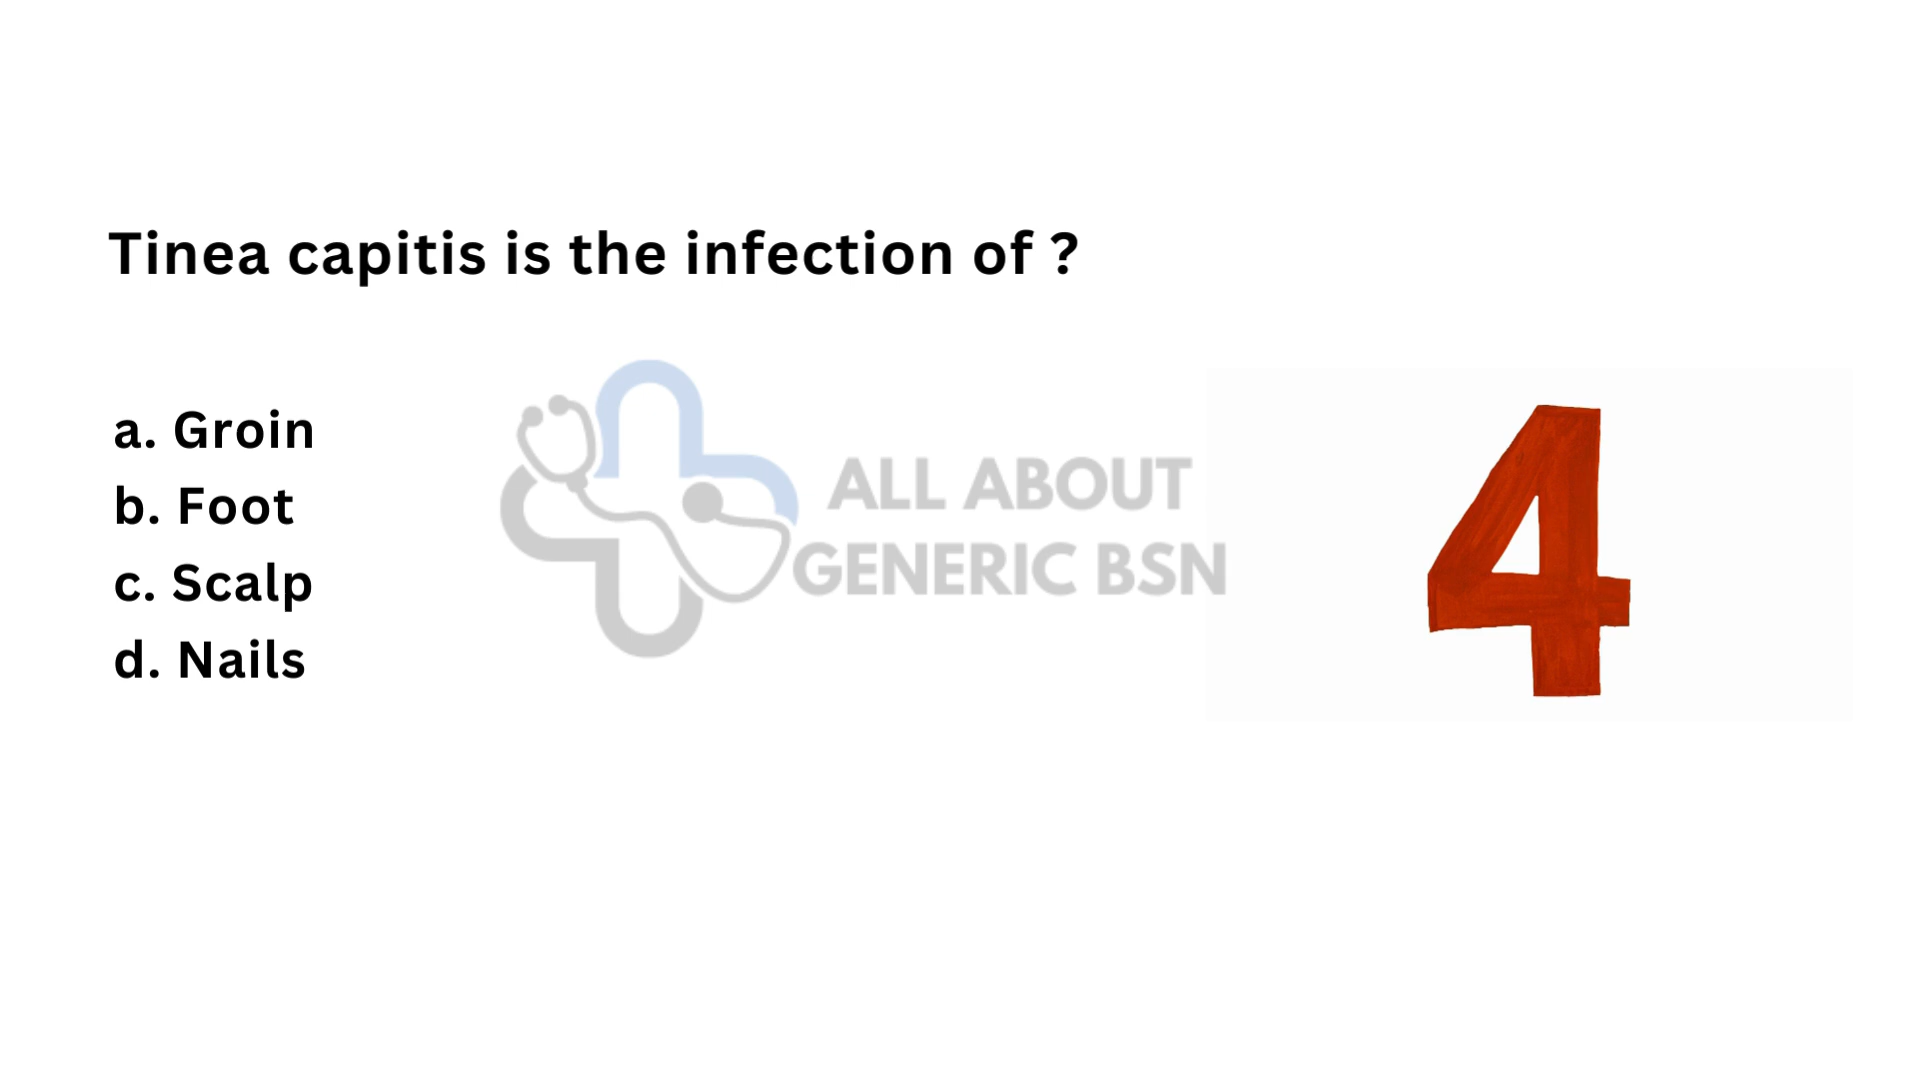 Tinea capitis is the infection of ?
a. Groin
b. Foot
c. Scalp
d. Nails
ALL ABOUT
GENERIC BSN
4